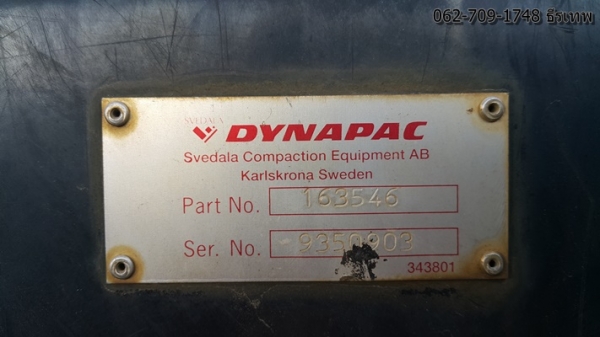 062-709-1748 ธีรเทพ
SVEDALA
DYNAPAC
Svedala Compaction Equipment AB
Karlskrona Sweden
Part No. 163546
Ser. No. 9350903
343801